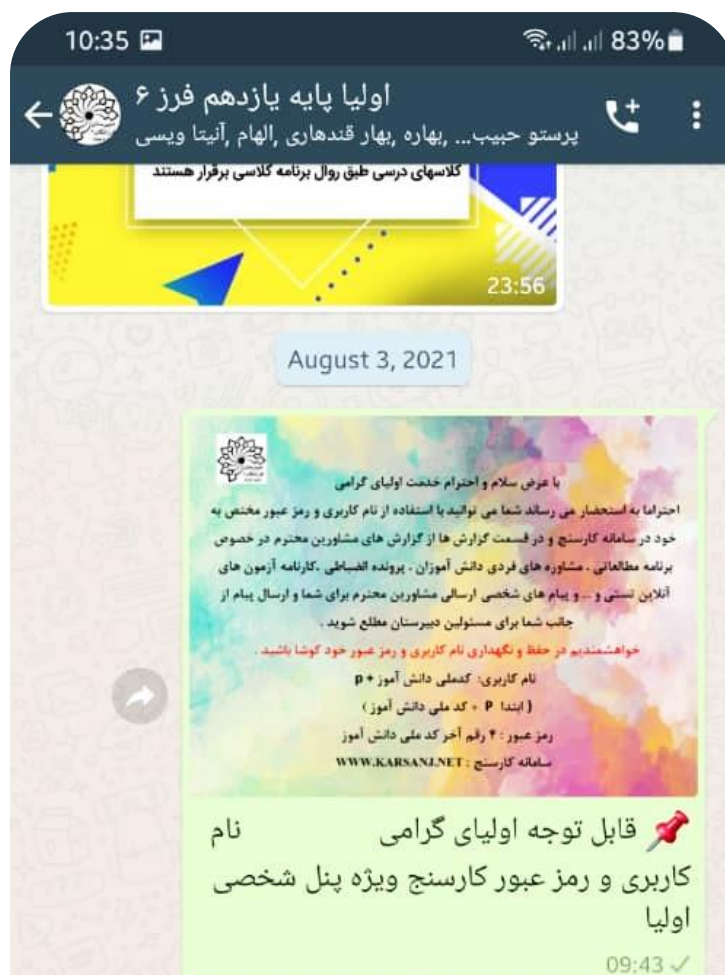 10:35
83%
اولیا پایه یازدهم فرز ۶
پرستو حبیب... ,بهاره ,بهار قندهاری ,الهام ,آنیتا ویسی
کلاسهای درسی طبق روال برنامه کلاسی برقرار هستند
23:56
August 3, 2021
با عرض سلام و احترام خدمت اولیای گرامی
احتراما به استحضار می رساند شما می توانید با استفاده از نام کاربری و رمز عبور مختص به
خود در سامانه کارسنج و در قسمت گزارش ها از گزارش های مشاورین محترم در خصوص
برنامه مطالعاتی ، مشاوره های فردی دانش آموزان ، پرونده انضباطی ،کارنامه آزمون های
آنلاین تستی و ... و پیام های شخصی ارسالی مشاورین محترم برای شما و ارسال پیام از
جانب شما برای مسئولین دبیرستان مطلع شوید .
خواهشمندیم در حفظ و نگهداری نام کاربری و رمز عبور خود کوشا باشید .
نام کاربری: کدملی دانش آموز + p
( ابتدا P + کد ملی دانش آموز )
رمز عبور : ۴ رقم آخر کد ملی دانش آموز
سامانه کارسنج : WWW.KARSANJ.NET
📌 قابل توجه اولیای گرامی نام
کاربری و رمز عبور کارسنج ویژه پنل شخصی
اولیا
09:43